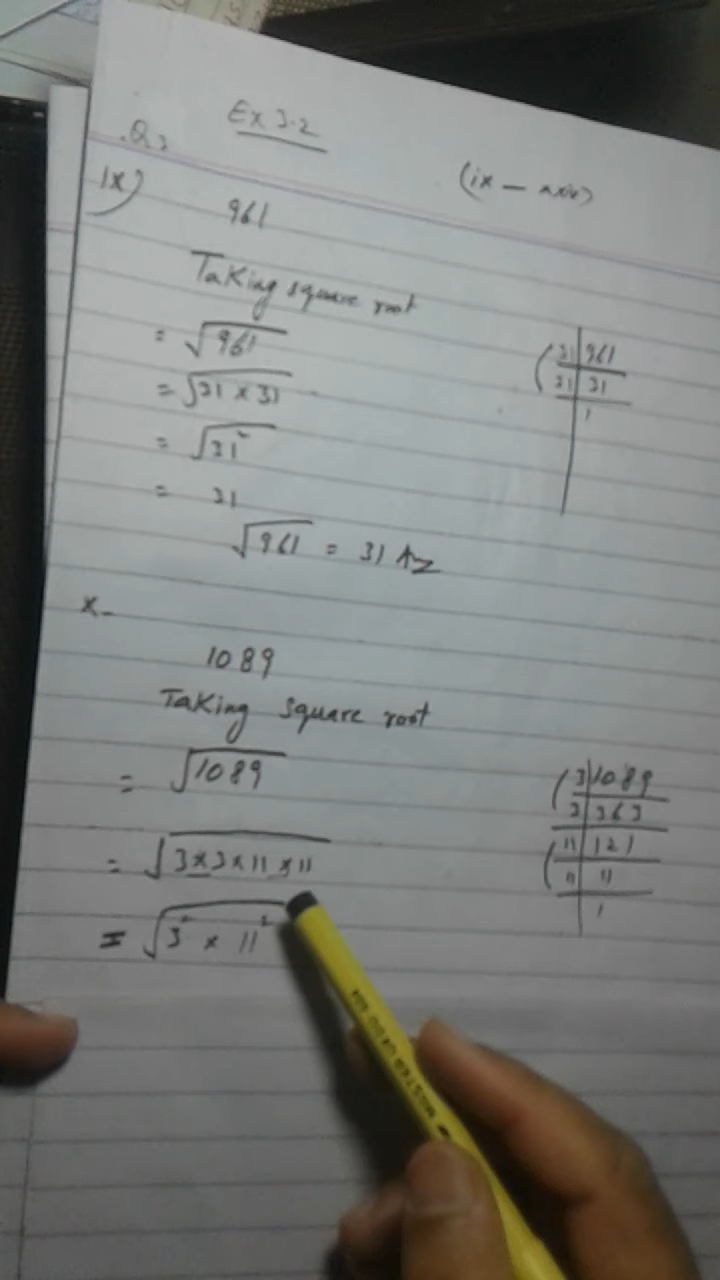 Ex 3.2
Q3
(ix —
ix)
961
Taking square root
= √961
= √31 × 31
= √31²
= 31
√961 = 31 Az
31 | 961
31 | 31
1
x-
1089
Taking square root
= √1089
= √3×3×11×11
= √3² × 11²
3 | 1089
3 | 363
11 | 121
11 | 11
1